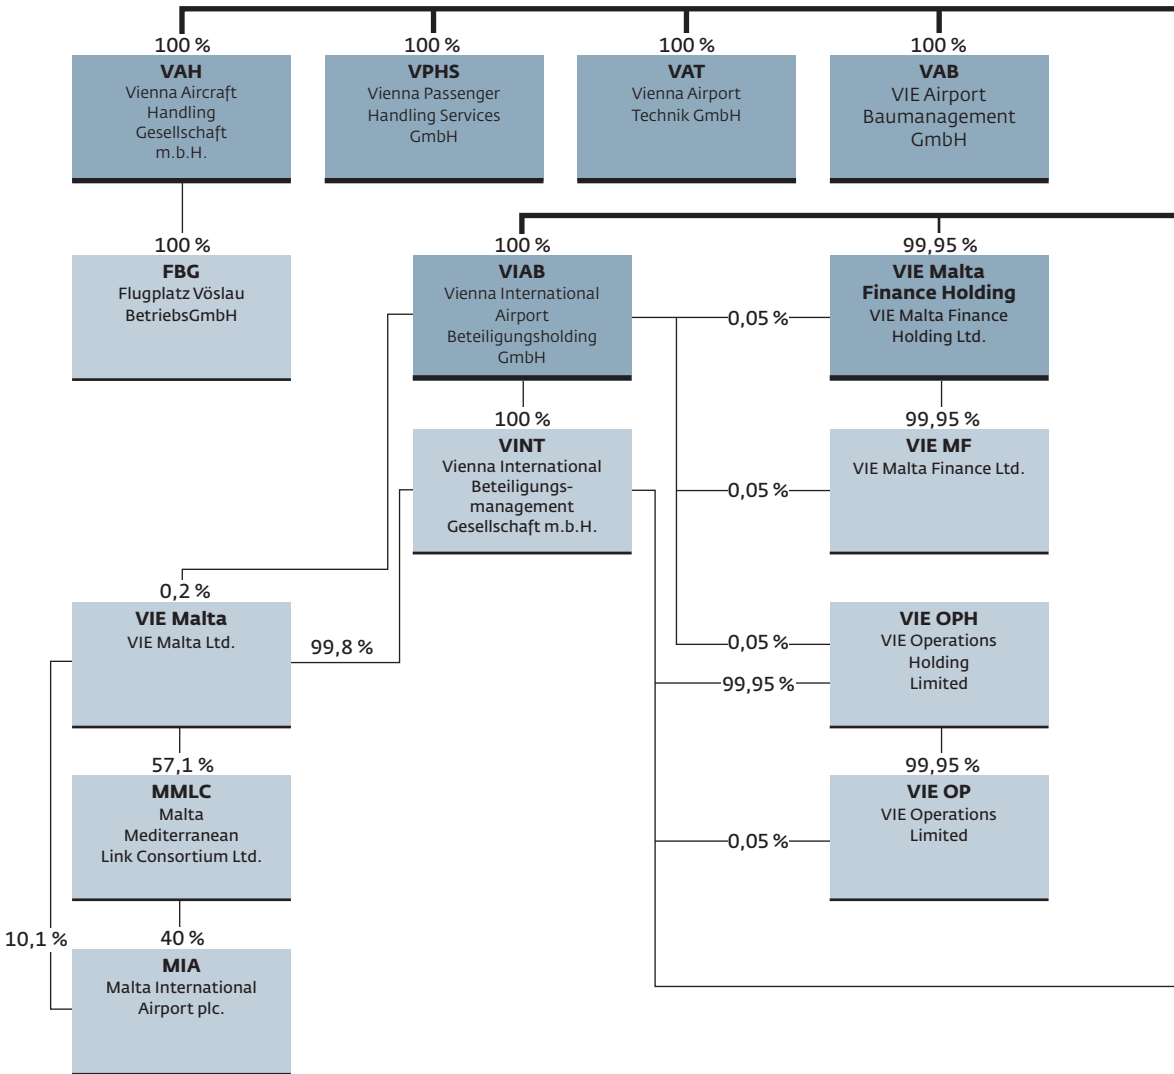 100 %
VAH
Vienna Aircraft
Handling
Gesellschaft
m.b.H.
100 %
VPHS
Vienna Passenger
Handling Services
GmbH
100 %
VAT
Vienna Airport
Technik GmbH
100 %
VAB
VIE Airport
Baumanagement
GmbH
100 %
FBG
Flugplatz Vöslau
BetriebsGmbH
100 %
VIAB
Vienna International
Airport
Beteiligungsholding
GmbH
0,05 %
99,95 %
VIE Malta
Finance Holding
VIE Malta Finance
Holding Ltd.
100 %
VINT
Vienna International
Beteiligungs-
management
Gesellschaft m.b.H.
0,05 %
99,95 %
VIE MF
VIE Malta Finance Ltd.
0,2 %
VIE Malta
VIE Malta Ltd.
99,8 %
0,05 %
99,95 %
VIE OPH
VIE Operations
Holding
Limited
57,1 %
MMLC
Malta
Mediterranean
Link Consortium Ltd.
0,05 %
99,95 %
VIE OP
VIE Operations
Limited
10,1 %
40 %
MIA
Malta International
Airport plc.